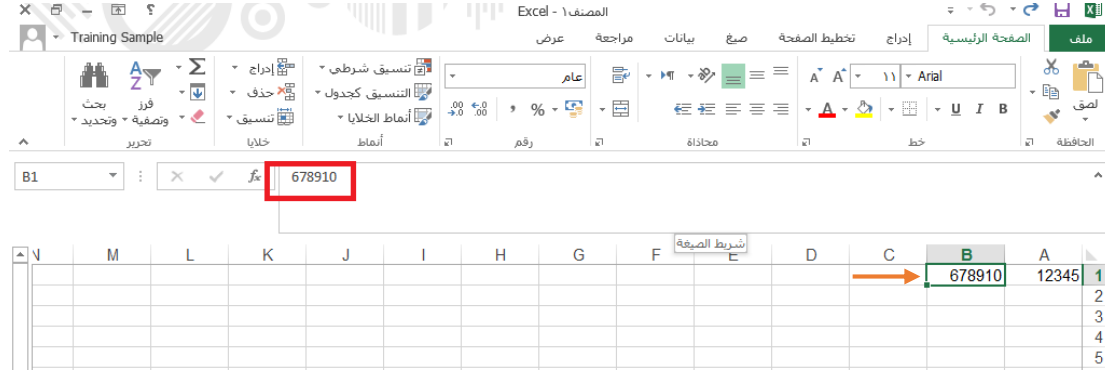 المصنف١ - Excel
ملف الصفحة الرئيسية إدراج تخطيط الصفحة صيغ بيانات مراجعة عرض Training Sample
لصق
الحافظة
Arial ١١
B I U
خط
محاذاة
عام
%
رقم
تنسيق شرطي
التنسيق كجدول
أنماط الخلايا
أنماط
إدراج
حذف
تنسيق
خلايا
فرز وتصفية
بحث وتحديد
تحرير
B1 fx 678910
شريط الصيغة
A B C D E F G H I J K L M N
1 12345 678910
2
3
4
5